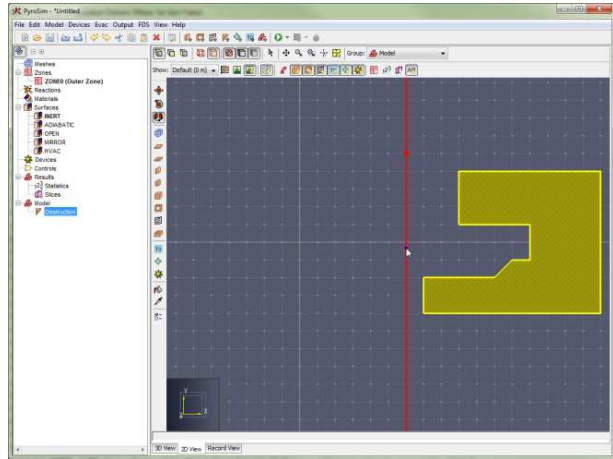 PyroSim - "Untitled
File Edit Model Devices Evac Output FDS View Help
Group: Model
Show: Default (0 m)
Meshes
Zones
ZONE0 (Outer Zone)
Reactions
Materials
Surfaces
INERT
ADIABATIC
OPEN
MIRROR
HVAC
Devices
Controls
Results
Statistics
Slices
Model
Obstruction
Y
X
3D View 2D View Record View